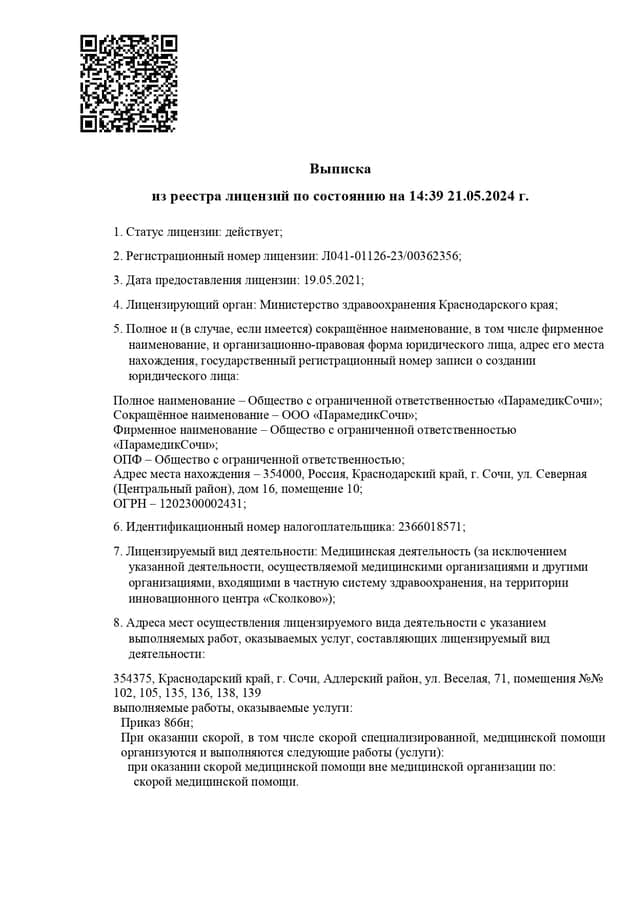 Выписка
из реестра лицензий по состоянию на 14:39 21.05.2024 г.
1. Статус лицензии: действует;
2. Регистрационный номер лицензии: Л041-01126-23/00362356;
3. Дата предоставления лицензии: 19.05.2021;
4. Лицензирующий орган: Министерство здравоохранения Краснодарского края;
5. Полное и (в случае, если имеется) сокращённое наименование, в том числе фирменное
наименование, и организационно-правовая форма юридического лица, адрес его места
нахождения, государственный регистрационный номер записи о создании
юридического лица:
Полное наименование – Общество с ограниченной ответственностью «ПарамедикСочи»;
Сокращённое наименование – ООО «ПарамедикСочи»;
Фирменное наименование – Общество с ограниченной ответственностью
«ПарамедикСочи»;
ОПФ – Общество с ограниченной ответственностью;
Адрес места нахождения – 354000, Россия, Краснодарский край, г. Сочи, ул. Северная
(Центральный район), дом 16, помещение 10;
ОГРН – 1202300002431;
6. Идентификационный номер налогоплательщика: 2366018571;
7. Лицензируемый вид деятельности: Медицинская деятельность (за исключением
указанной деятельности, осуществляемой медицинскими организациями и другими
организациями, входящими в частную систему здравоохранения, на территории
инновационного центра «Сколково»);
8. Адреса мест осуществления лицензируемого вида деятельности с указанием
выполняемых работ, оказываемых услуг, составляющих лицензируемый вид
деятельности:
354375, Краснодарский край, г. Сочи, Адлерский район, ул. Веселая, 71, помещения №№
102, 105, 135, 136, 138, 139
выполняемые работы, оказываемые услуги:
Приказ 866н;
При оказании скорой, в том числе скорой специализированной, медицинской помощи
организуются и выполняются следующие работы (услуги):
при оказании скорой медицинской помощи вне медицинской организации по:
скорой медицинской помощи.